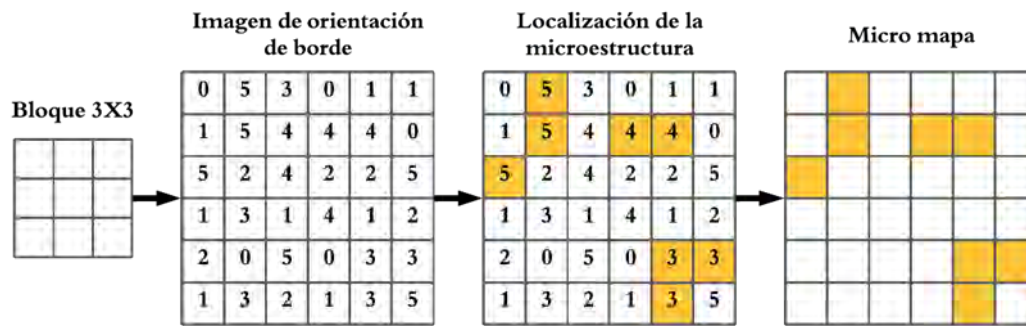 Imagen de orientación
de borde
Localización de la
microestructura
Micro mapa
Bloque 3X3
0 5 3 0 1 1
1 5 4 4 4 0
5 2 4 2 2 5
1 3 1 4 1 2
2 0 5 0 3 3
1 3 2 1 3 5
0 5 3 0 1 1
1 5 4 4 4 0
5 2 4 2 2 5
1 3 1 4 1 2
2 0 5 0 3 3
1 3 2 1 3 5